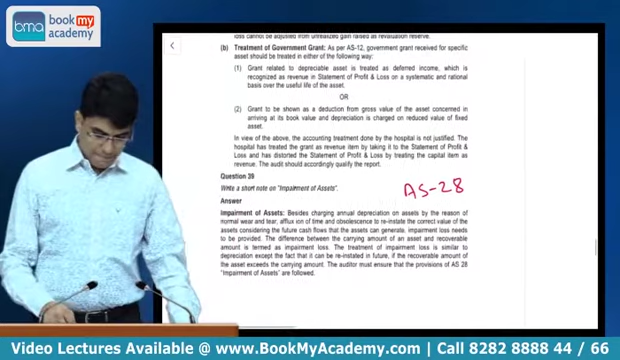 bma
book my
academy
loss cannot be adjusted from unrealized gain raised as revaluation reserve.
(b) Treatment of Government Grant: As per AS-12, government grant received for specific
asset should be treated in either of the following way:
(1) Grant related to depreciable asset is treated as deferred income, which is
recognized as revenue in Statement of Profit & Loss on a systematic and rational
basis over the useful life of the asset.
OR
(2) Grant to be shown as a deduction from gross value of the asset concerned in
arriving at its book value and depreciation is charged on reduced value of fixed
asset.
In view of the above, the accounting treatment done by the hospital is not justified. The
hospital has treated the grant as revenue item by taking it to the Statement of Profit &
Loss and has distorted the Statement of Profit & Loss by treating the capital item as
revenue. The audit should accordingly qualify the report.
Question 39
Write a short note on "Impairment of Assets".
AS-28
Answer
Impairment of Assets: Besides charging annual depreciation on assets by the reason of
normal wear and tear, afflux ion of time and obsolescence to re-instate the correct value of the
assets considering the future cash flows that the assets can generate, impairment loss needs
to be provided. The difference between the carrying amount of an asset and recoverable
amount is termed as impairment loss. The treatment of impairment loss is similar to
depreciation except the fact that it can be re-instated in future, if the recoverable amount of
the asset exceeds the carrying amount. The auditor must ensure that the provisions of AS 28
"Impairment of Assets are followed.
Video Lectures Available @ www.BookMyAcademy.com | Call 8282 8888 44 / 66